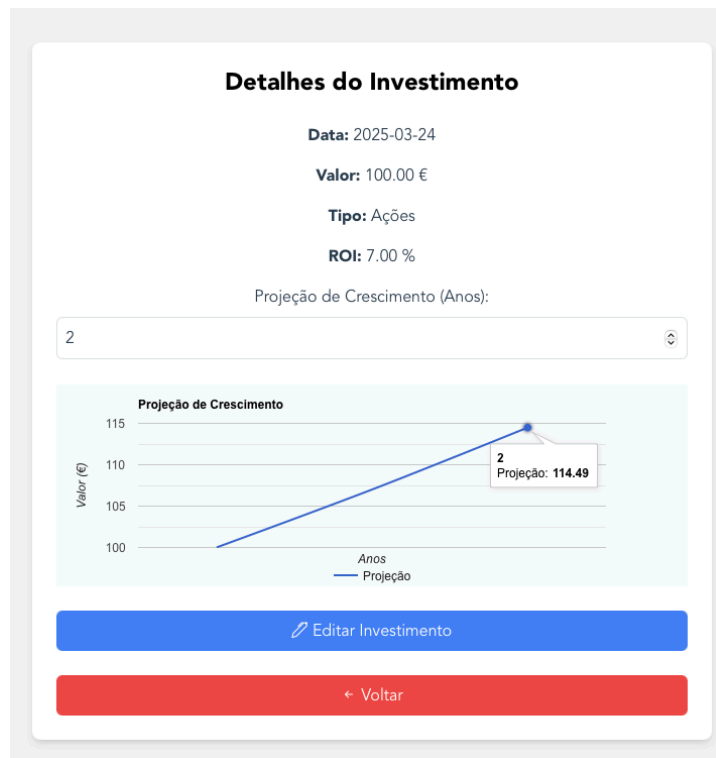 Detalhes do Investimento
Data: 2025-03-24
Valor: 100.00 €
Tipo: Ações
ROI: 7.00 %
Projeção de Crescimento (Anos):
2
Projeção de Crescimento
115
110
105
100
Valor (€)
2
Projeção: 114.49
Anos
Projeção
Editar Investimento
← Voltar